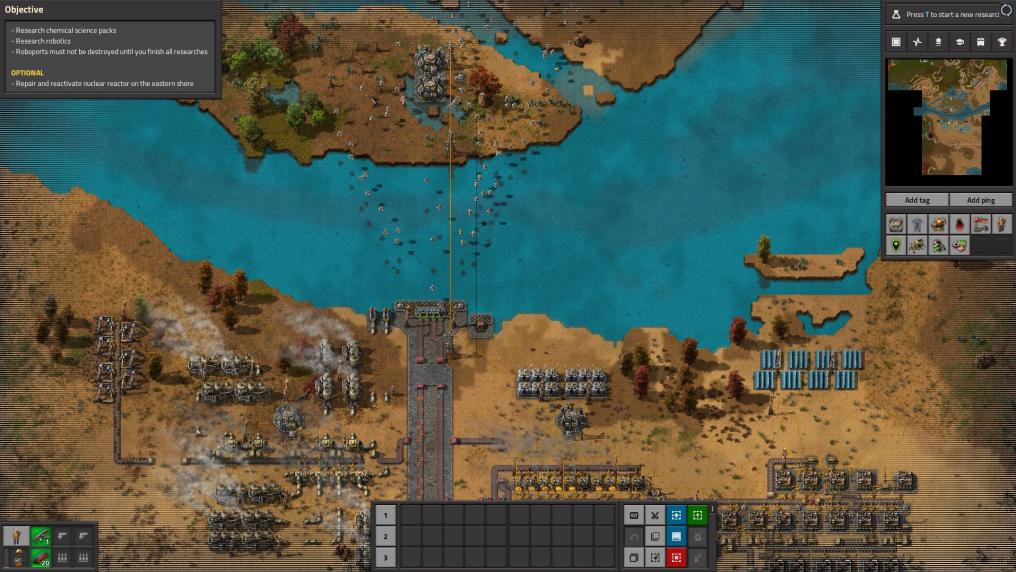 Objective
- Research chemical science packs
- Research robotics
- Roboports must not be destroyed until you finish all researches
OPTIONAL
- Repair and reactivate nuclear reactor on the eastern shore
Press T to start a new research
Add tag
Add ping
1
2
3
1
20